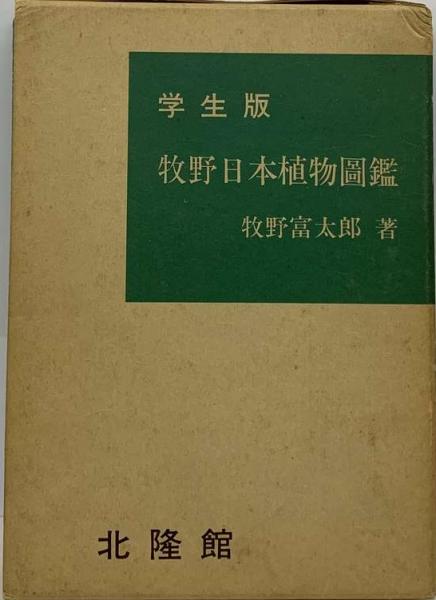 学生版
牧野日本植物圖鑑
牧野富太郎 著
北隆館